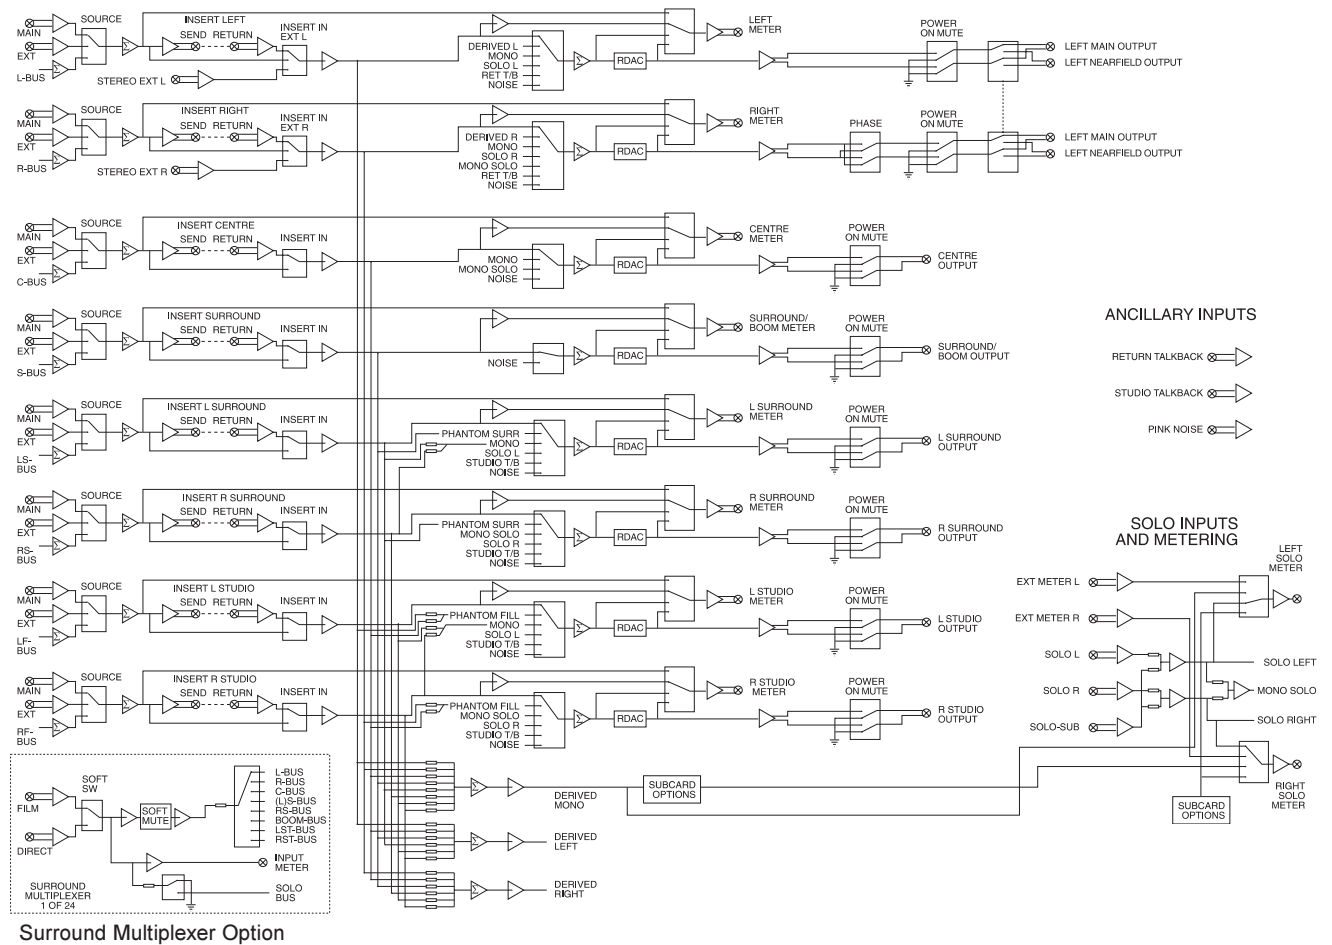 SOURCE
INSERT LEFT
SEND RETURN
INSERT IN
EXT L
MAIN
EXT
L-BUS
Σ
STEREO EXT L
DERIVED L
MONO
SOLO L
RET T/B
NOISE
Σ
RDAC
LEFT
METER
POWER
ON MUTE
LEFT MAIN OUTPUT
LEFT NEARFIELD OUTPUT
SOURCE
INSERT RIGHT
SEND RETURN
INSERT IN
EXT R
MAIN
EXT
R-BUS
Σ
STEREO EXT R
DERIVED R
MONO
SOLO R
MONO SOLO
RET T/B
NOISE
Σ
RDAC
RIGHT
METER
PHASE
POWER
ON MUTE
LEFT MAIN OUTPUT
LEFT NEARFIELD OUTPUT
SOURCE
INSERT CENTRE
SEND RETURN
INSERT IN
MAIN
EXT
C-BUS
Σ
MONO
MONO SOLO
NOISE
Σ
RDAC
CENTRE
METER
POWER
ON MUTE
CENTRE
OUTPUT
SOURCE
INSERT SURROUND
SEND RETURN
INSERT IN
MAIN
EXT
S-BUS
Σ
NOISE
Σ
RDAC
SURROUND/
BOOM METER
POWER
ON MUTE
SURROUND/
BOOM OUTPUT
SOURCE
INSERT L SURROUND
SEND RETURN
INSERT IN
MAIN
EXT
LS-
BUS
Σ
PHANTOM SURR
MONO
SOLO L
STUDIO T/B
NOISE
Σ
RDAC
L SURROUND
METER
POWER
ON MUTE
L SURROUND
OUTPUT
SOURCE
INSERT R SURROUND
SEND RETURN
INSERT IN
MAIN
EXT
RS-
BUS
Σ
PHANTOM SURR
MONO SOLO
SOLO R
STUDIO T/B
NOISE
Σ
RDAC
R SURROUND
METER
POWER
ON MUTE
R SURROUND
OUTPUT
SOURCE
INSERT L STUDIO
SEND RETURN
INSERT IN
MAIN
EXT
LF-
BUS
Σ
PHANTOM FILL
MONO
SOLO L
STUDIO T/B
NOISE
Σ
RDAC
L STUDIO
METER
POWER
ON MUTE
L STUDIO
OUTPUT
SOURCE
INSERT R STUDIO
SEND RETURN
INSERT IN
MAIN
EXT
RF-
BUS
Σ
PHANTOM FILL
MONO SOLO
SOLO R
STUDIO T/B
NOISE
Σ
RDAC
R STUDIO
METER
POWER
ON MUTE
R STUDIO
OUTPUT
ANCILLARY INPUTS
RETURN TALKBACK
STUDIO TALKBACK
PINK NOISE
SOLO INPUTS
AND METERING
LEFT
SOLO
METER
EXT METER L
EXT METER R
SOLO L
SOLO R
SOLO-SUB
SOLO LEFT
MONO SOLO
SOLO RIGHT
RIGHT
SOLO
METER
SUBCARD
OPTIONS
Σ
DERIVED
MONO
SUBCARD
OPTIONS
Σ
DERIVED
LEFT
Σ
DERIVED
RIGHT
SOFT
SW
FILM
DIRECT
SOFT
MUTE
L-BUS
R-BUS
C-BUS
(L)S-BUS
RS-BUS
BOOM-BUS
LST-BUS
RST-BUS
INPUT
METER
SOLO
BUS
SURROUND
MULTIPLEXER
1 OF 24
Surround Multiplexer Option